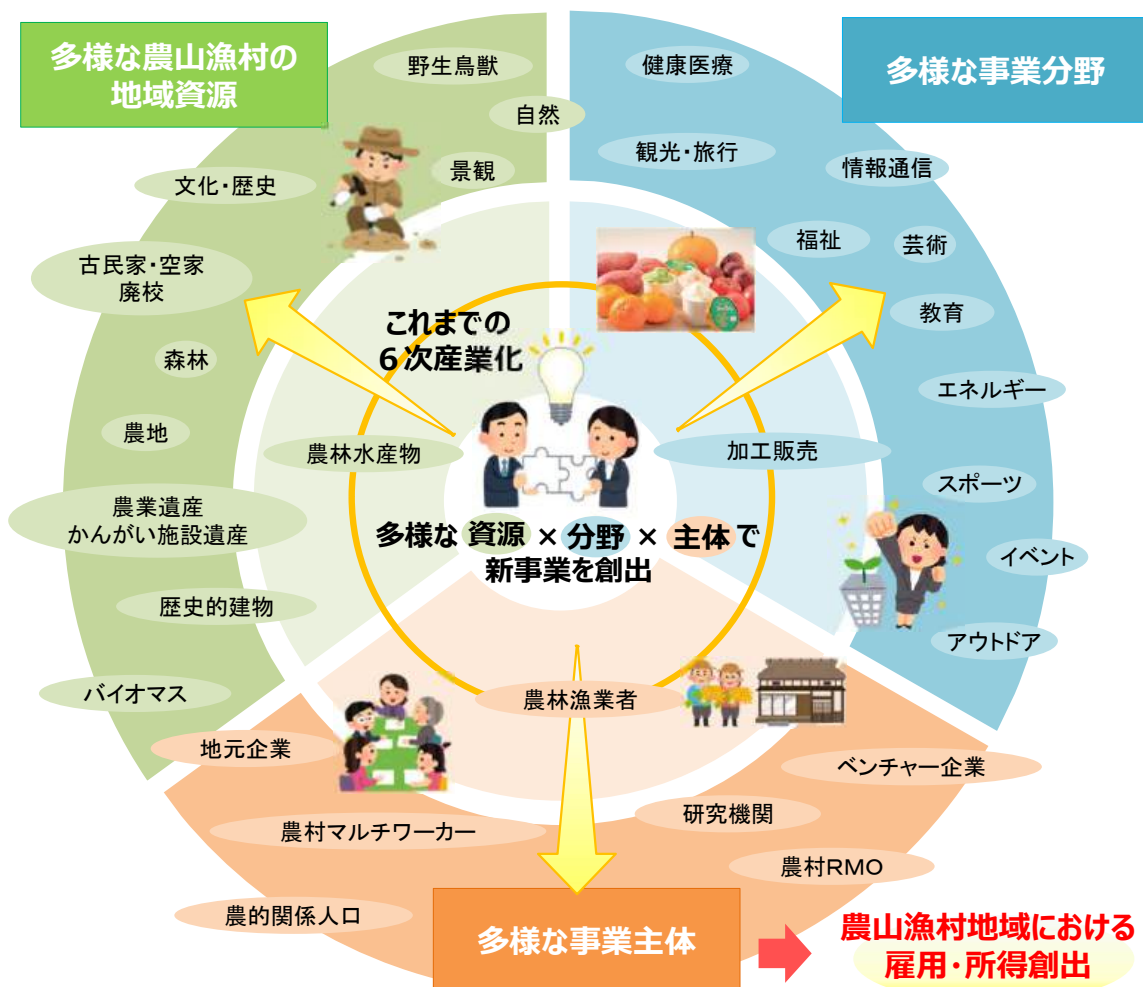 多様な農山漁村の
地域資源
多様な事業分野
野生鳥獣
自然
景観
文化・歴史
古民家・空家
廃校
森林
農地
農業遺産
かんがい施設遺産
歴史的建物
バイオマス
健康医療
観光・旅行
情報通信
福祉
芸術
教育
エネルギー
スポーツ
イベント
アウトドア
これまでの
6次産業化
農林水産物
加工販売
多様な 資源 × 分野 × 主体 で
新事業を創出
農林漁業者
地元企業
ベンチャー企業
研究機関
農村マルチワーカー
農村RMO
農的関係人口
多様な事業主体
農山漁村地域における
雇用・所得創出